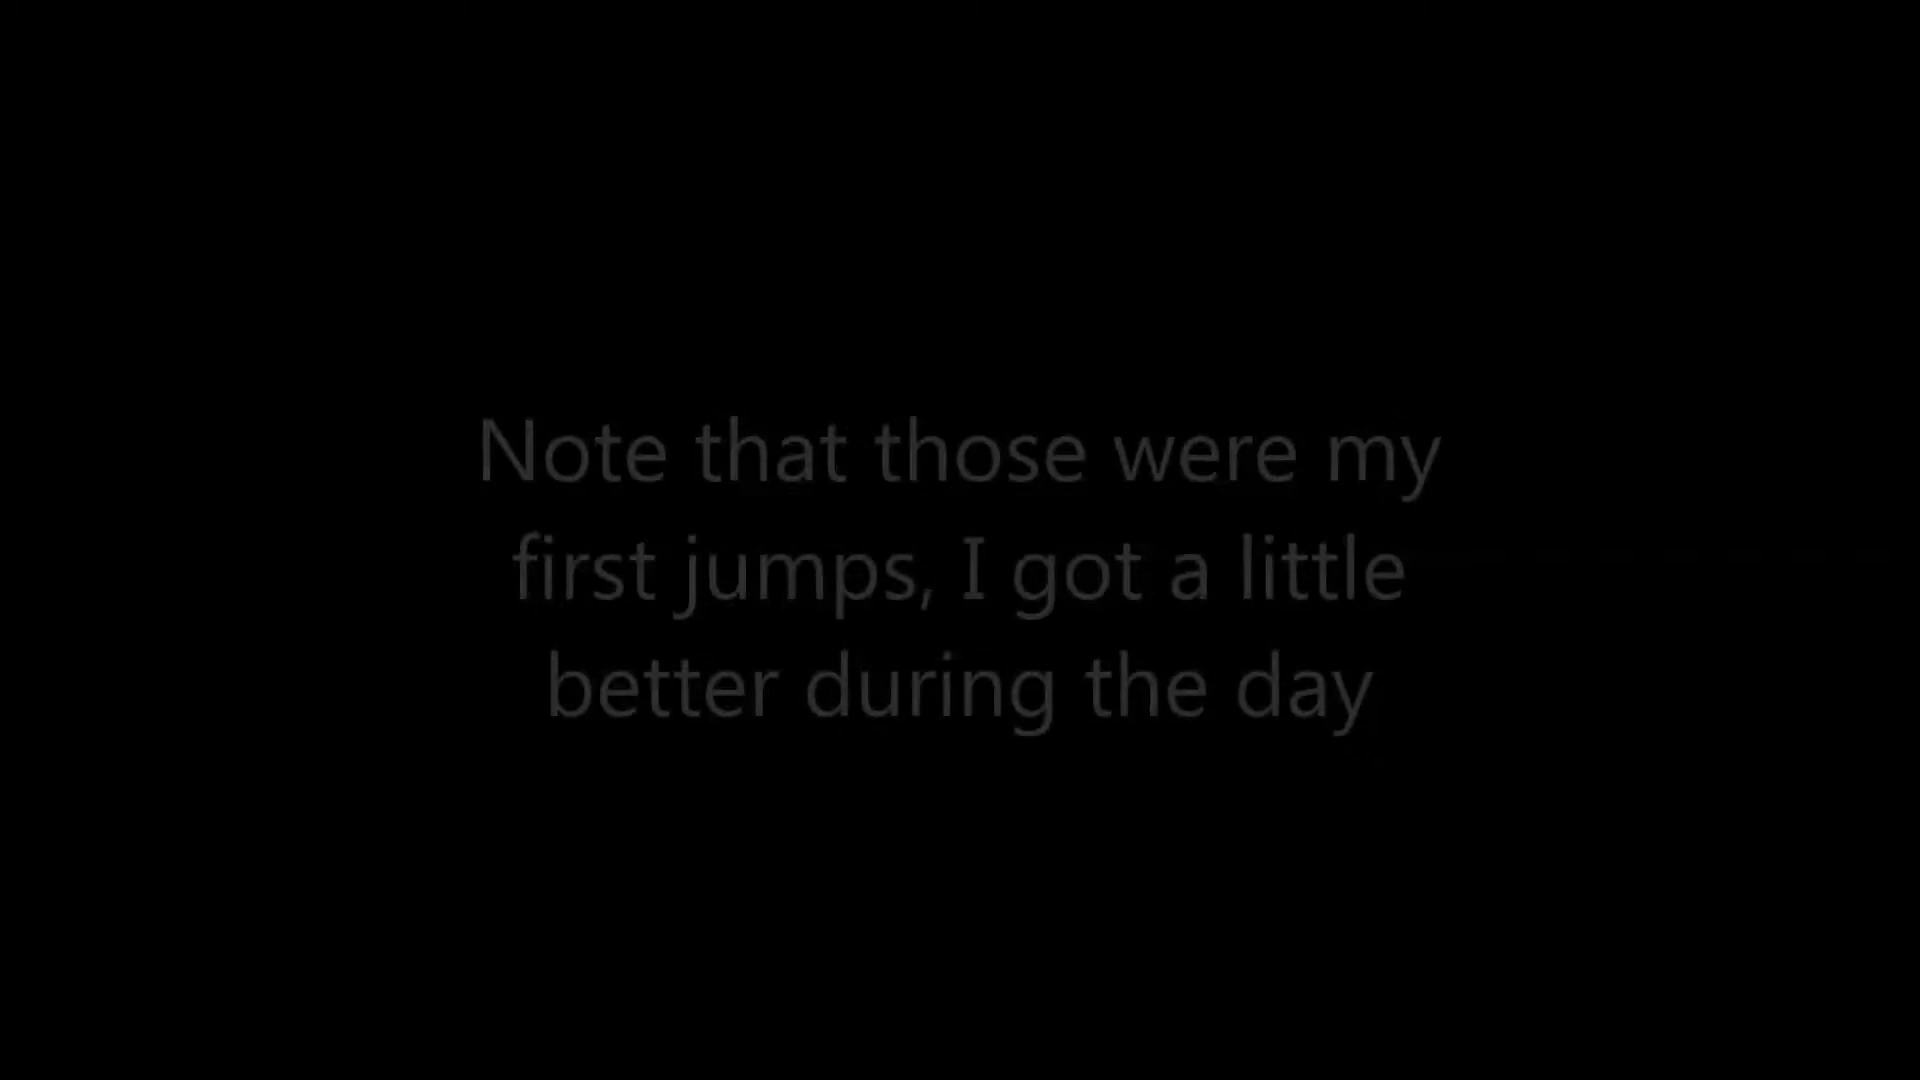 Note that those were my
first jumps, I got a little
better during the day